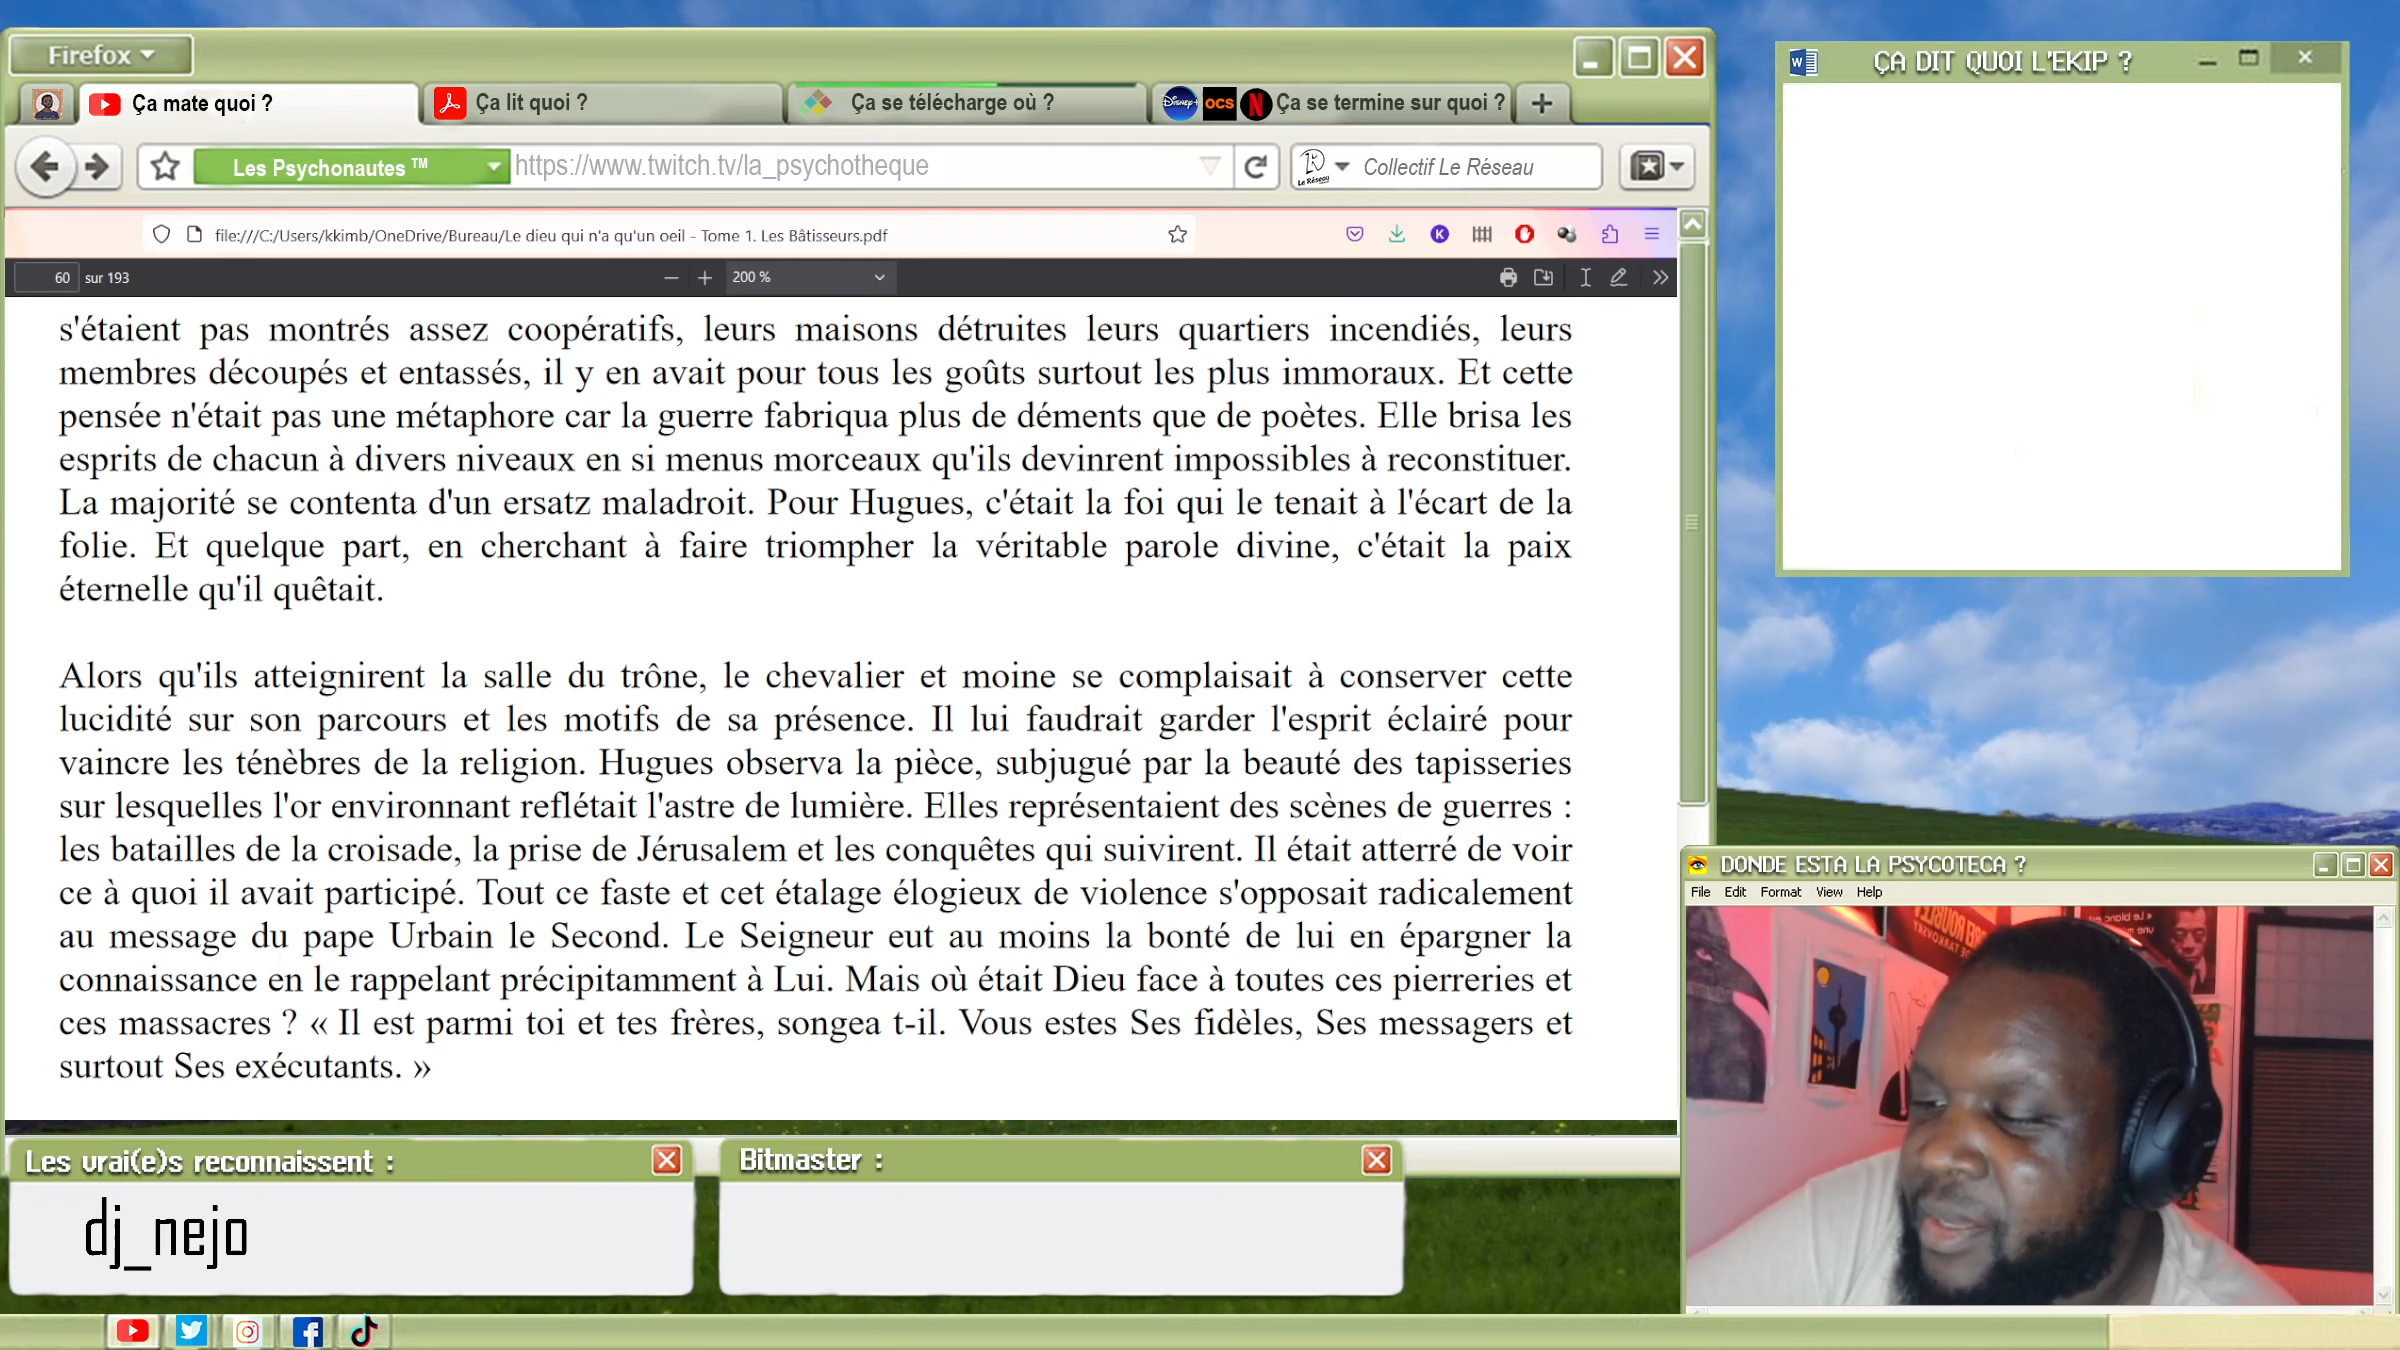 Firefox
Ça mate quoi ?
Ça lit quoi ?
Ça se télécharge où ?
Disney+ OCS N Ça se termine sur quoi ?
Les Psychonautes ™
https://www.twitch.tv/la_psychotheque
Le Réseau
Collectif Le Réseau
file:///C:/Users/kkimb/OneDrive/Bureau/Le dieu qui n'a qu'un oeil - Tome 1. Les Bâtisseurs.pdf
K
60 sur 193
200 %
s'étaient pas montrés assez coopératifs, leurs maisons détruites leurs quartiers incendiés, leurs
membres découpés et entassés, il y en avait pour tous les goûts surtout les plus immoraux. Et cette
pensée n'était pas une métaphore car la guerre fabriqua plus de déments que de poètes. Elle brisa les
esprits de chacun à divers niveaux en si menus morceaux qu'ils devinrent impossibles à reconstituer.
La majorité se contenta d'un ersatz maladroit. Pour Hugues, c'était la foi qui le tenait à l'écart de la
folie. Et quelque part, en cherchant à faire triompher la véritable parole divine, c'était la paix
éternelle qu'il quêtait.
Alors qu'ils atteignirent la salle du trône, le chevalier et moine se complaisait à conserver cette
lucidité sur son parcours et les motifs de sa présence. Il lui faudrait garder l'esprit éclairé pour
vaincre les ténèbres de la religion. Hugues observa la pièce, subjugué par la beauté des tapisseries
sur lesquelles l'or environnant reflétait l'astre de lumière. Elles représentaient des scènes de guerres :
les batailles de la croisade, la prise de Jérusalem et les conquêtes qui suivirent. Il était atterré de voir
ce à quoi il avait participé. Tout ce faste et cet étalage élogieux de violence s'opposait radicalement
au message du pape Urbain le Second. Le Seigneur eut au moins la bonté de lui en épargner la
connaissance en le rappelant précipitamment à Lui. Mais où était Dieu face à toutes ces pierreries et
ces massacres ? « Il est parmi toi et tes frères, songea t-il. Vous estes Ses fidèles, Ses messagers et
surtout Ses exécutants. »
Les vrai(e)s reconnaissent :
dj_nejo
Bitmaster :
W ÇA DIT QUOI L'EKIP ?
DONDE ESTA LA PSYCOTECA ?
File Edit Format View Help
ANDREI ROUBLEV
DE TARKOVSKY
« Le blanc est
une mé